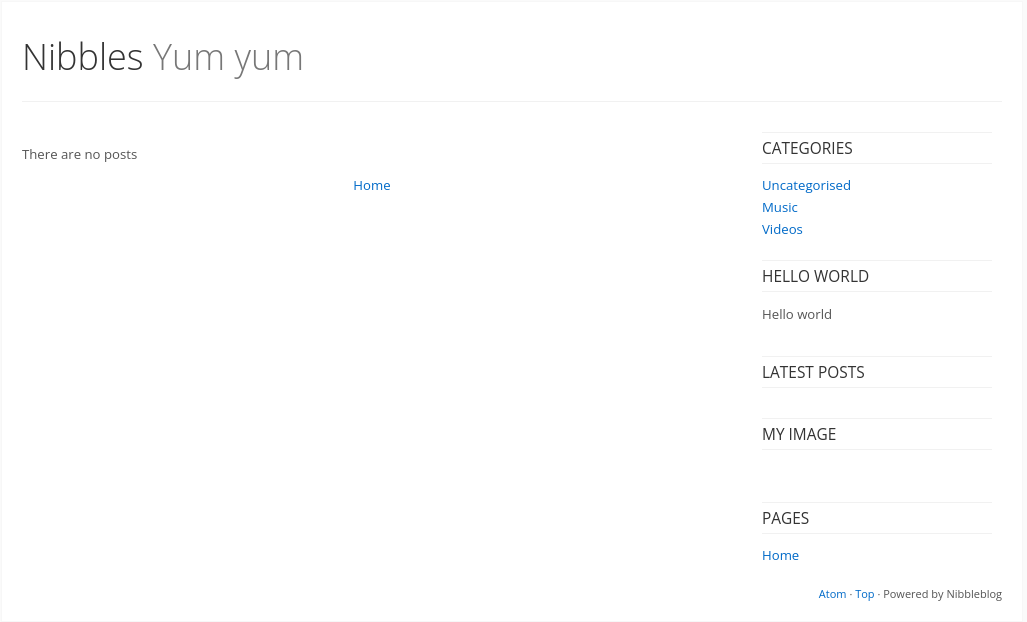 Nibbles Yum yum
There are no posts
Home
CATEGORIES
Uncategorised
Music
Videos
HELLO WORLD
Hello world
LATEST POSTS
MY IMAGE
PAGES
Home
Atom · Top · Powered by Nibbleblog